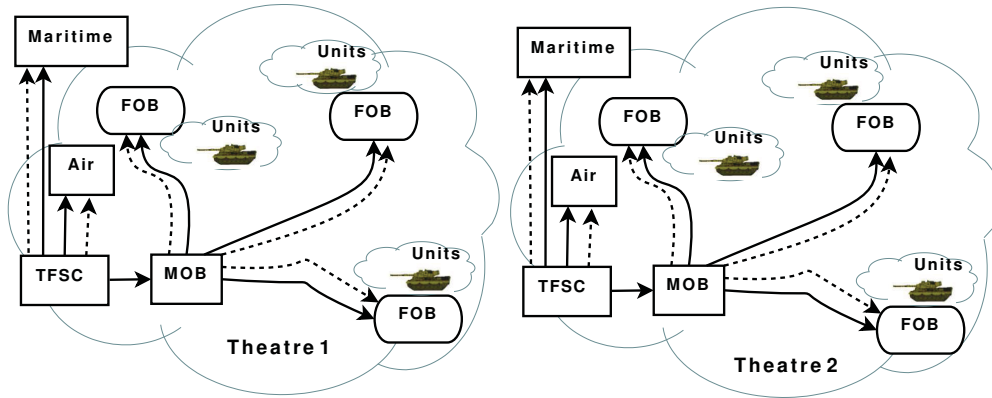 Maritime
Units
FOB
FOB
Units
Air
TFSC
MOB
Units
FOB
Theatre 1
Maritime
Units
FOB
FOB
Units
Air
TFSC
MOB
Units
FOB
Theatre 2